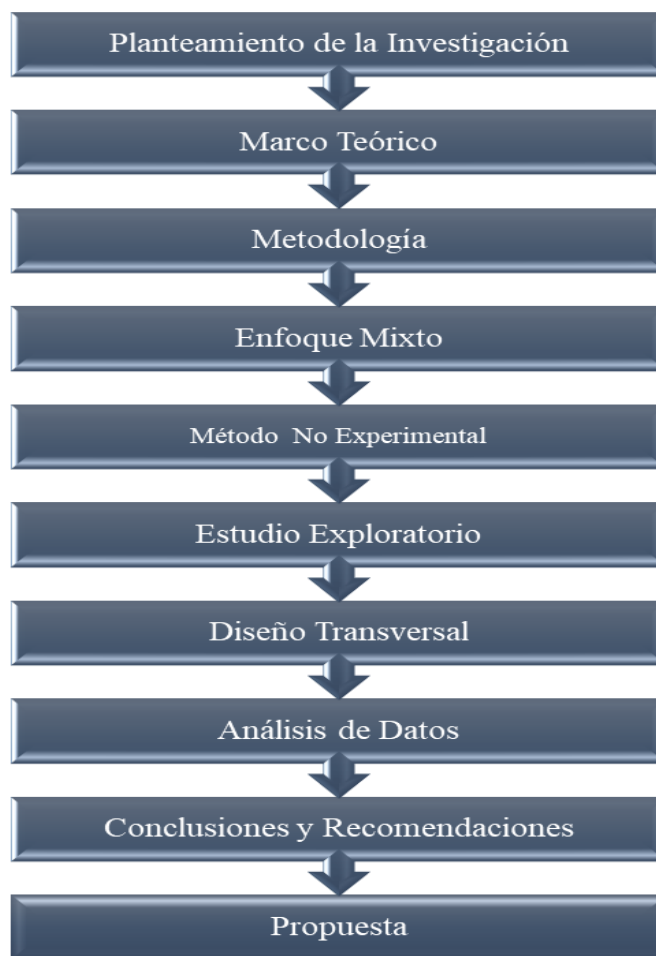 Planteamiento de la Investigación
Marco Teórico
Metodología
Enfoque Mixto
Método No Experimental
Estudio Exploratorio
Diseño Transversal
Análisis de Datos
Conclusiones y Recomendaciones
Propuesta